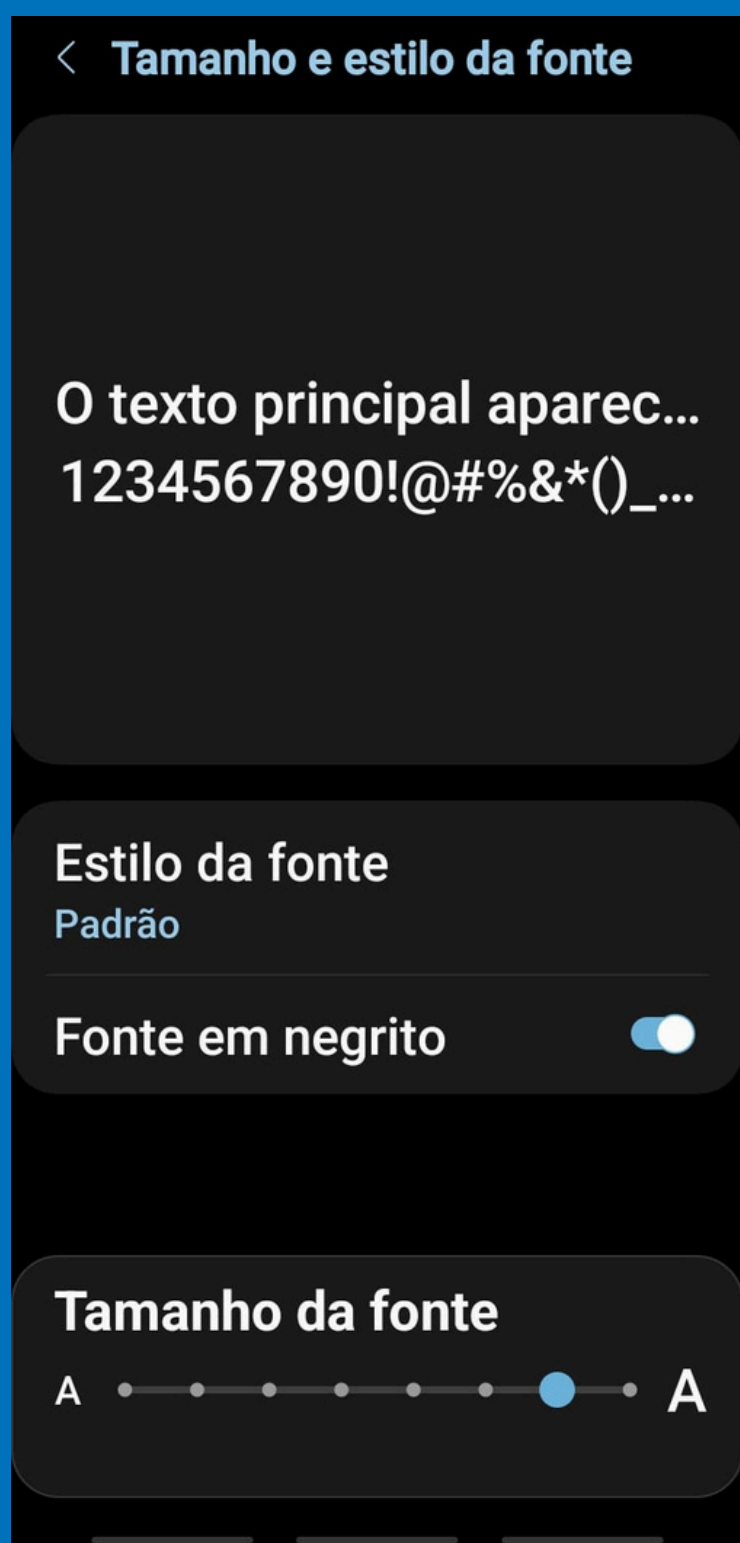 Tamanho e estilo da fonte
O texto principal aparec...
1234567890!@#%&*()_...
Estilo da fonte
Padrão
Fonte em negrito
Tamanho da fonte
A A